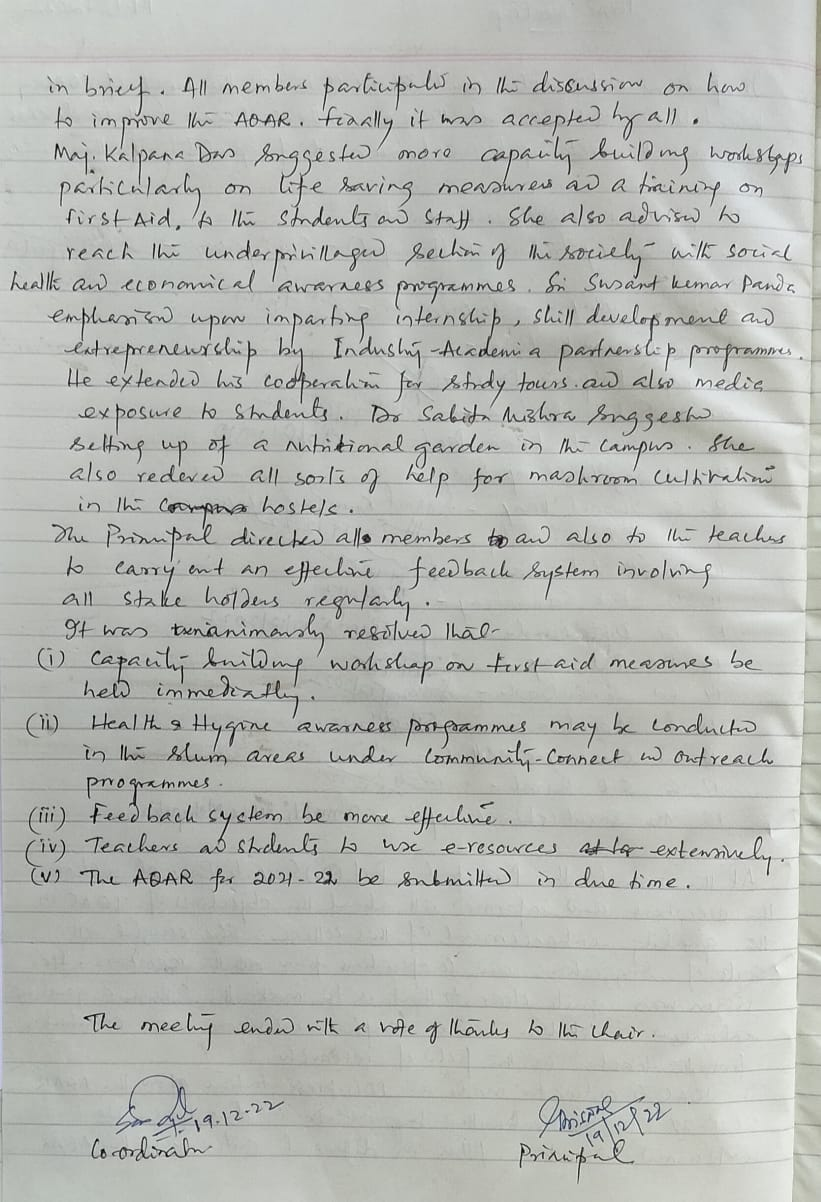 in brief. All members participated in the discussion on how
to improve the AQAR. finally it was accepted by all.
Maj. Kalpana Das suggested more capacity building workshops
particularly on life saving measures as a training on
first Aid, to the students and staff. She also advised to
reach the underprivillaged section of the society with social
health and economical awarness programmes. Sri Susant kumar Panda
emphasised upon imparting internship, skill development and
entrepreneurship by Industry-Academia partnership programmes.
He extended his cooperation for study tours and also media
exposure to students. Dr Sabita Mishra suggested
setting up of a nutritional garden in the campus. She
also redered all sorts of help for mashroom cultivation
in the campus hostels.
The Principal directed all members to and also to the teachers
to carry out an effective feedback system involving
all stake holders regularly.
It was unanimously resolved that-
(i) Capacity building workshop on first aid measures be
held immediatly.
(ii) Health & Hygine awarness programmes may be conducted
in the slum areas under Community-Connect and outreach
programmes.
(iii) Feedback system be more effective.
(iv) Teachers and students to use e-resources extensively.
(v) The AQAR for 2021-22 be submitted in due time.
The meeting ended with a vote of thanks to the Chair.
19.12.22
Co-ordinator
19/12/22
Principal